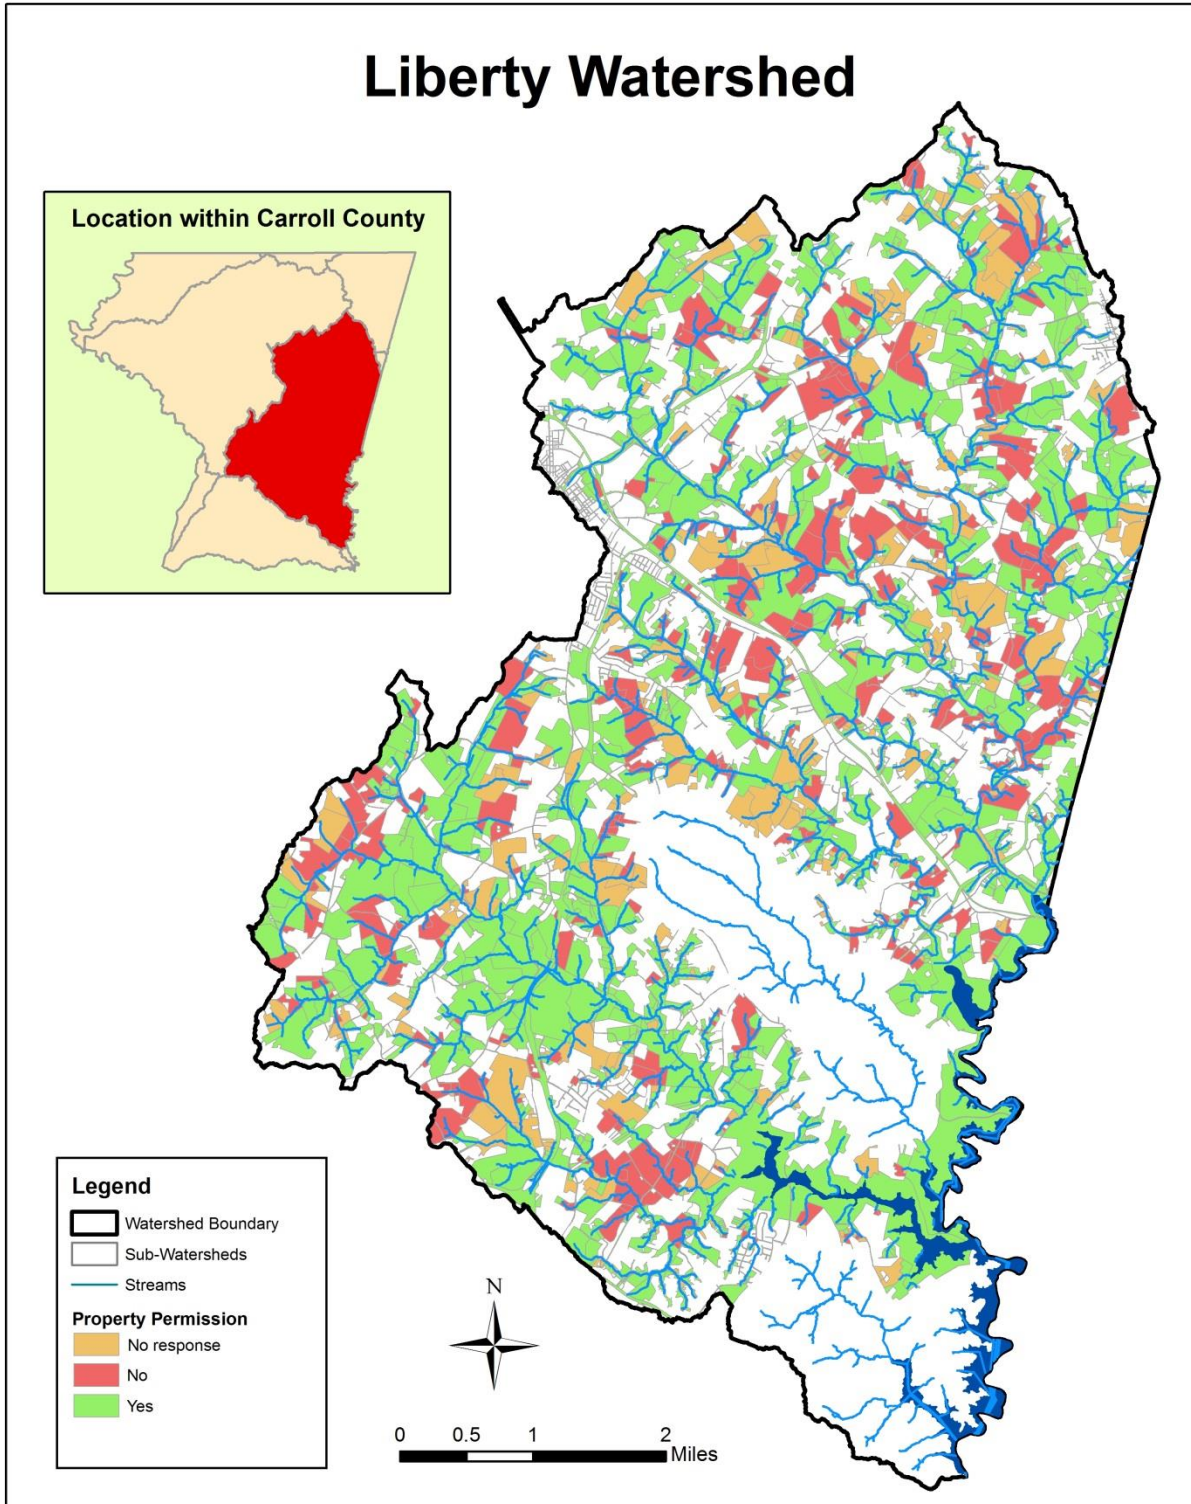 Liberty Watershed
Location within Carroll County
Legend
Watershed Boundary
Sub-Watersheds
Streams
Property Permission
No response
No
Yes
N
0 0.5 1 2
Miles